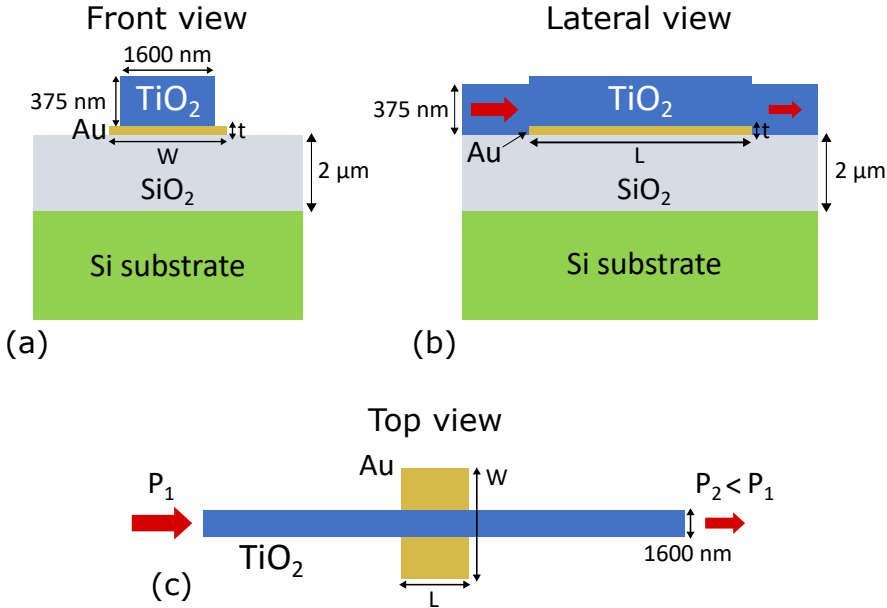 Front view
1600 nm
375 nm
TiO₂
Au
t
W
2 μm
SiO₂
Si substrate
(a)
Lateral view
375 nm
TiO₂
t
Au
L
2 μm
SiO₂
Si substrate
(b)
Top view
Au
W
P₁
P₂ < P₁
TiO₂
1600 nm
L
(c)